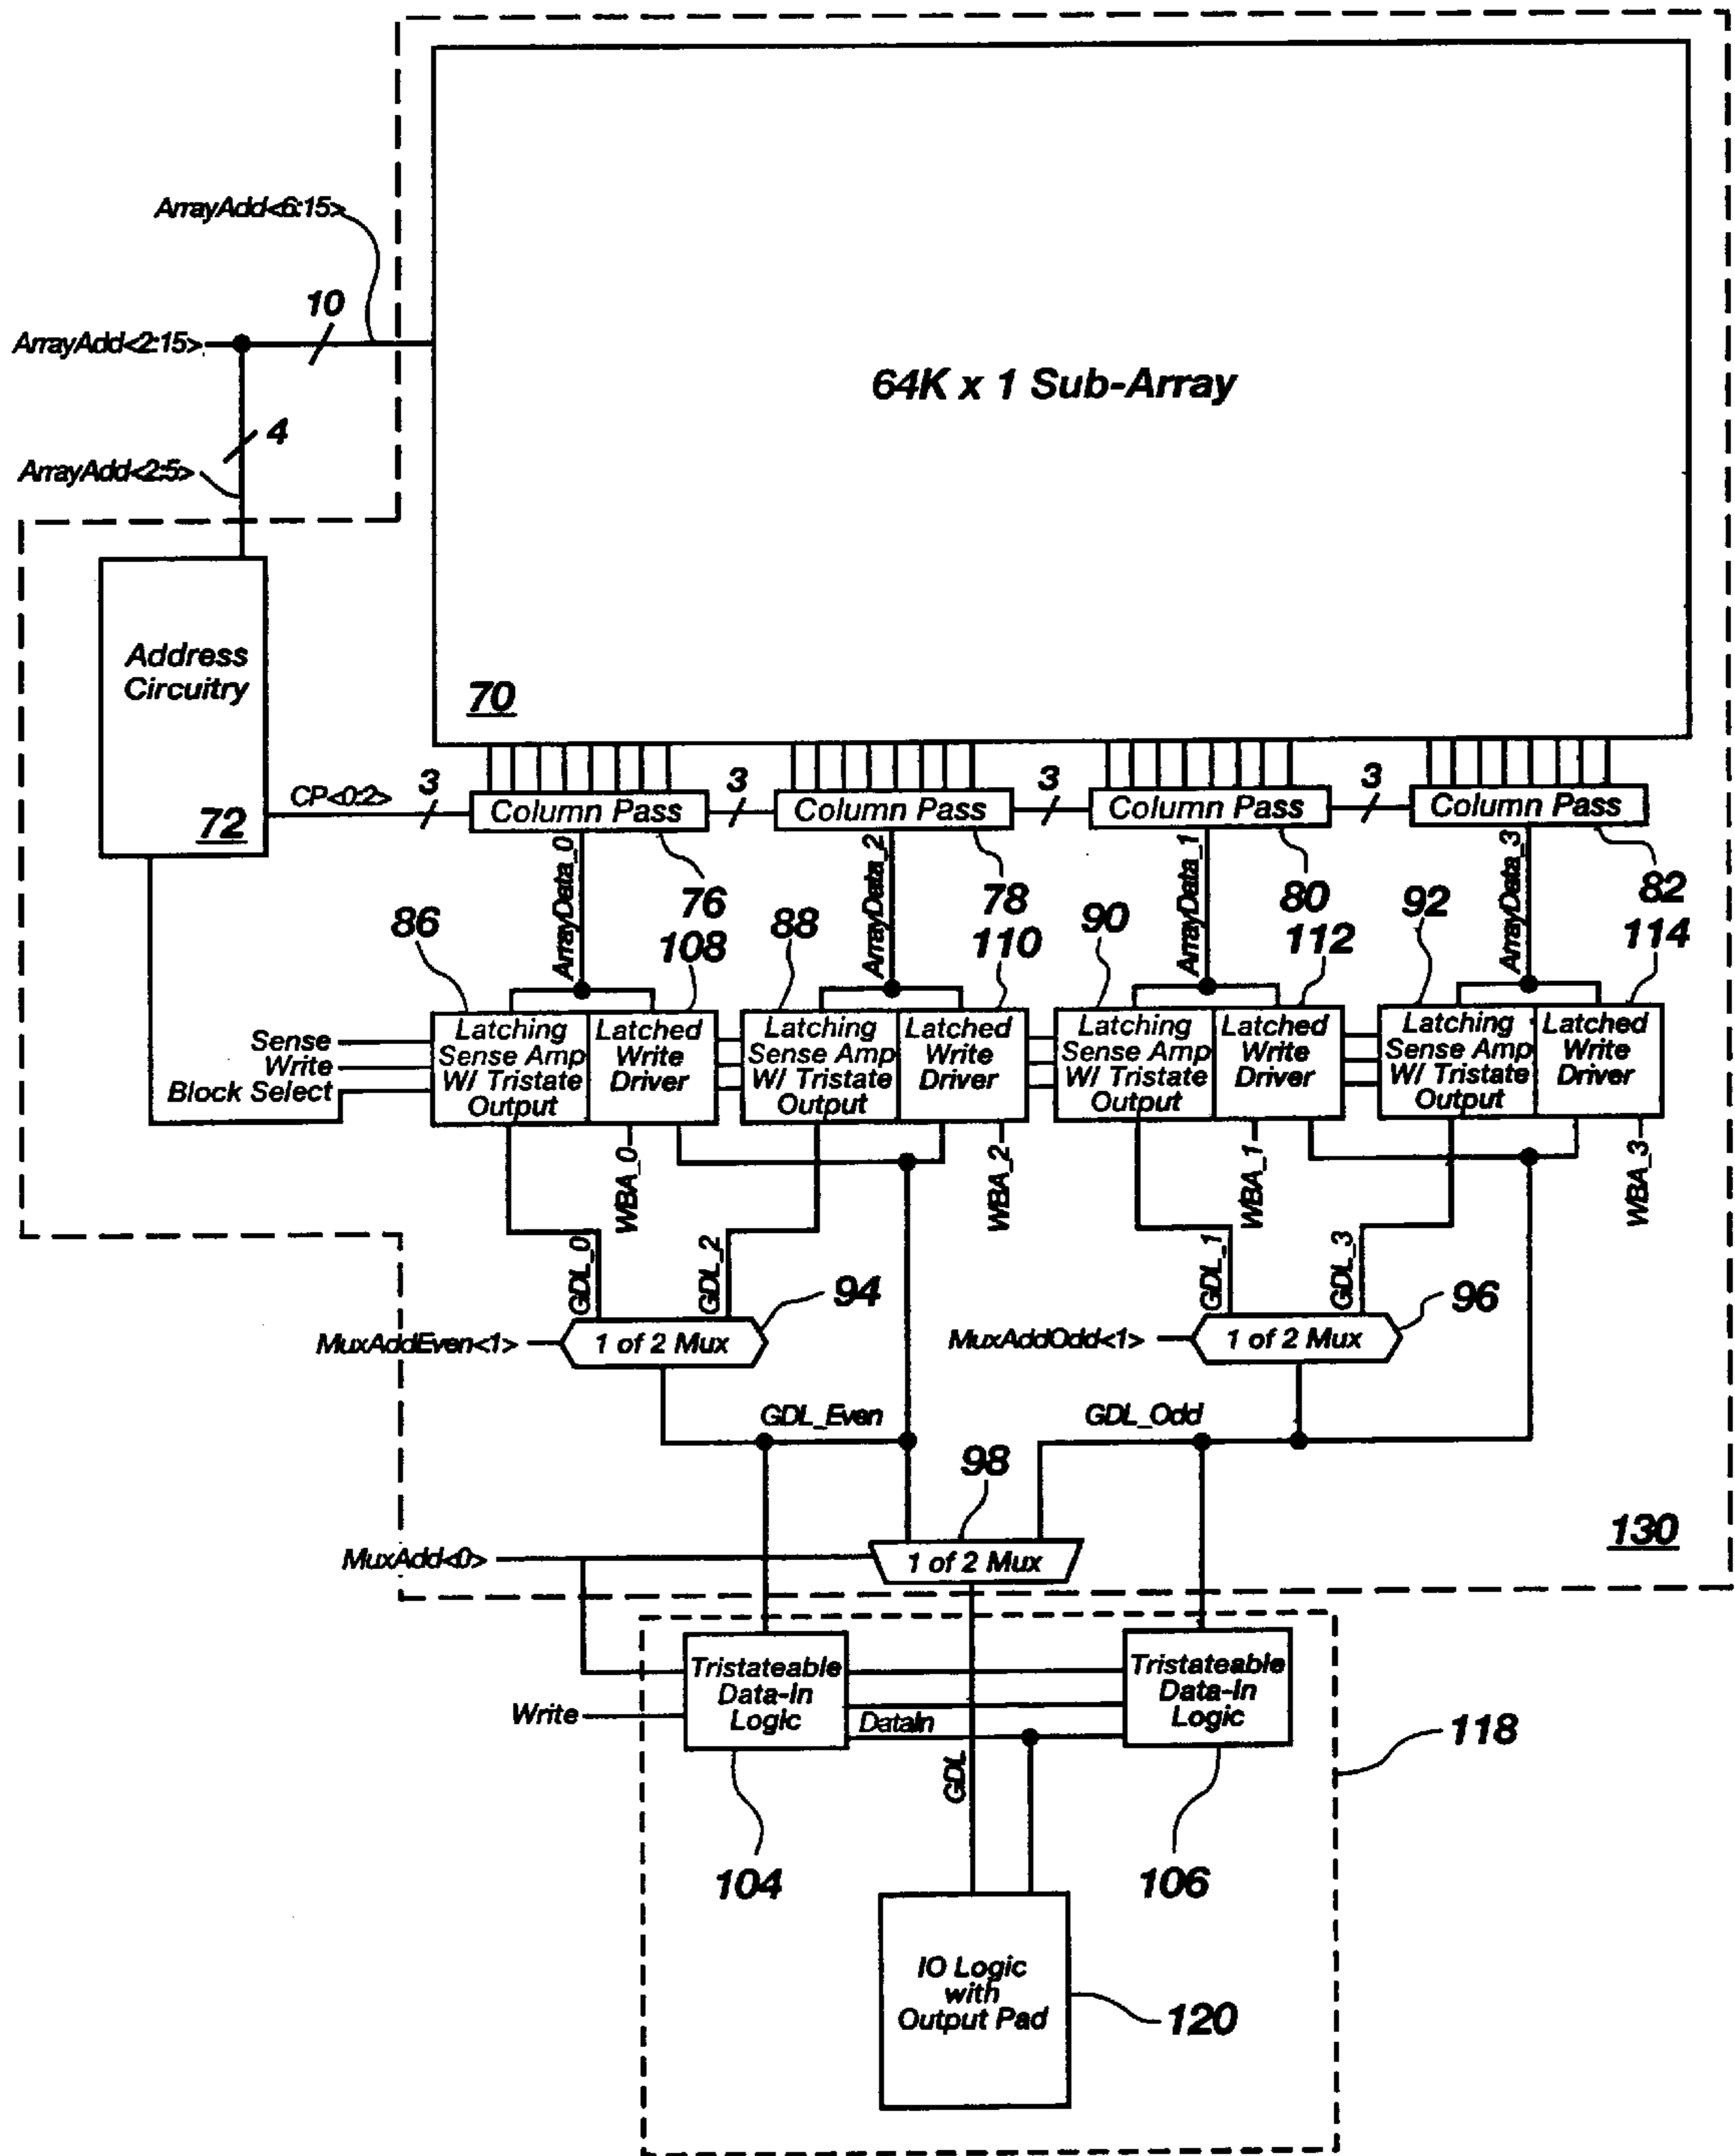 ArrayAdd<6:15>
10
ArrayAdd<2:15>
64K x 1 Sub-Array
4
ArrayAdd<2:5>
Address
Circuitry
72
70
CP<0:2>
3
Column Pass
3
Column Pass
3
Column Pass
3
Column Pass
ArrayData_0
ArrayData_2
ArrayData_1
ArrayData_3
76
78
80
82
86
108
88
110
90
112
92
114
Sense
Write
Block Select
Latching
Sense Amp
W/ Tristate
Output
Latched
Write
Driver
Latching
Sense Amp
W/ Tristate
Output
Latched
Write
Driver
Latching
Sense Amp
W/ Tristate
Output
Latched
Write
Driver
Latching
Sense Amp
W/ Tristate
Output
Latched
Write
Driver
WBA_0
WBA_2
WBA_1
WBA_3
GDL_0
GDL_2
GDL_1
GDL_3
94
96
MuxAddEven<1>
1 of 2 Mux
MuxAddOdd<1>
1 of 2 Mux
GDL_Even
GDL_Odd
98
130
MuxAdd<0>
1 of 2 Mux
Tristateable
Data-In
Logic
Tristateable
Data-In
Logic
Write
DataIn
118
GDL
104
106
IO Logic
with
Output Pad
120